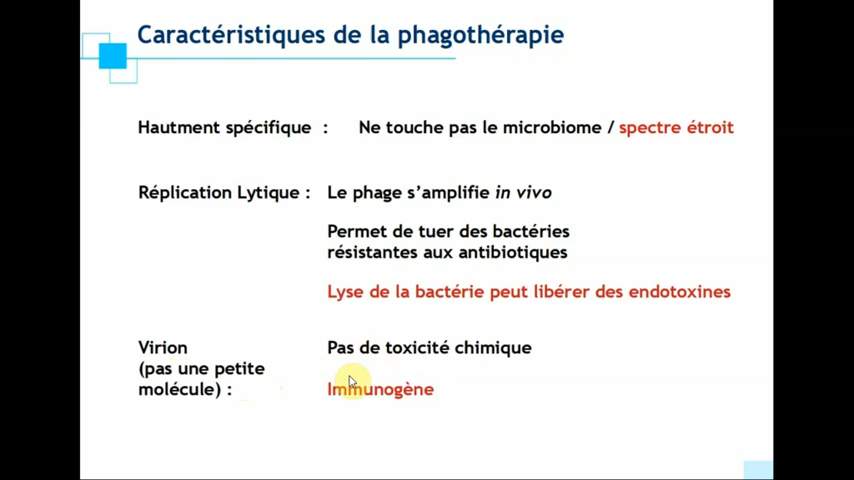 Caractéristiques de la phagothérapie
Hautment spécifique : Ne touche pas le microbiome / spectre étroit
Réplication Lytique : Le phage s’amplifie in vivo
Permet de tuer des bactéries
résistantes aux antibiotiques
Lyse de la bactérie peut libérer des endotoxines
Virion Pas de toxicité chimique
(pas une petite
molécule) : Immunogène